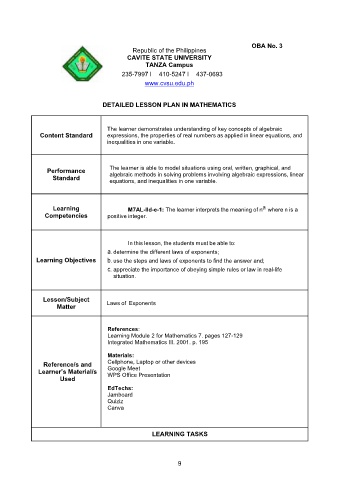 OBA No. 3
Republic of the Philippines
CAVITE STATE UNIVERSITY
TANZA Campus
235-7997 I 410-5247 I 437-0693
www.cvsu.edu.ph
DETAILED LESSON PLAN IN MATHEMATICS
Content Standard
The learner demonstrates understanding of key concepts of algebraic
expressions, the properties of real numbers as applied in linear equations, and
inequalities in one variable.
Performance
Standard
The learner is able to model situations using oral, written, graphical, and
algebraic methods in solving problems involving algebraic expressions, linear
equations, and inequalities in one variable.
Learning
Competencies
M7AL-IId-e-1: The learner interprets the meaning of nᵗʰ where n is a
positive integer.
Learning Objectives
In this lesson, the students must be able to:
a. determine the different laws of exponents;
b. use the steps and laws of exponents to find the answer and;
c. appreciate the importance of obeying simple rules or law in real-life
situation.
Lesson/Subject
Matter
Laws of Exponents
Reference/s and
Learner's Material/s
Used
References:
Learning Module 2 for Mathematics 7. pages 127-129
Integrated Mathematics III. 2001. p. 195
Materials:
Cellphone, Laptop or other devices
Google Meet
WPS Office Presentation
EdTechs:
Jamboard
Quiziz
Canva
LEARNING TASKS
9